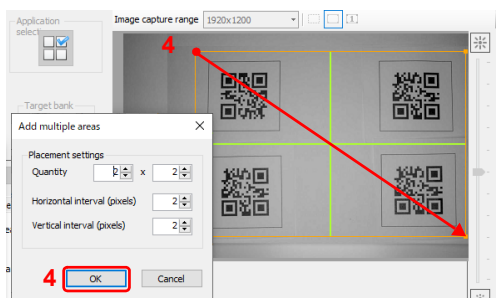 Application
select
Image capture range 1920x1200
4
Target bank
Add multiple areas
Placement settings
Quantity 2 x 2
Horizontal interval (pixels) 2
Vertical interval (pixels) 2
4 OK Cancel